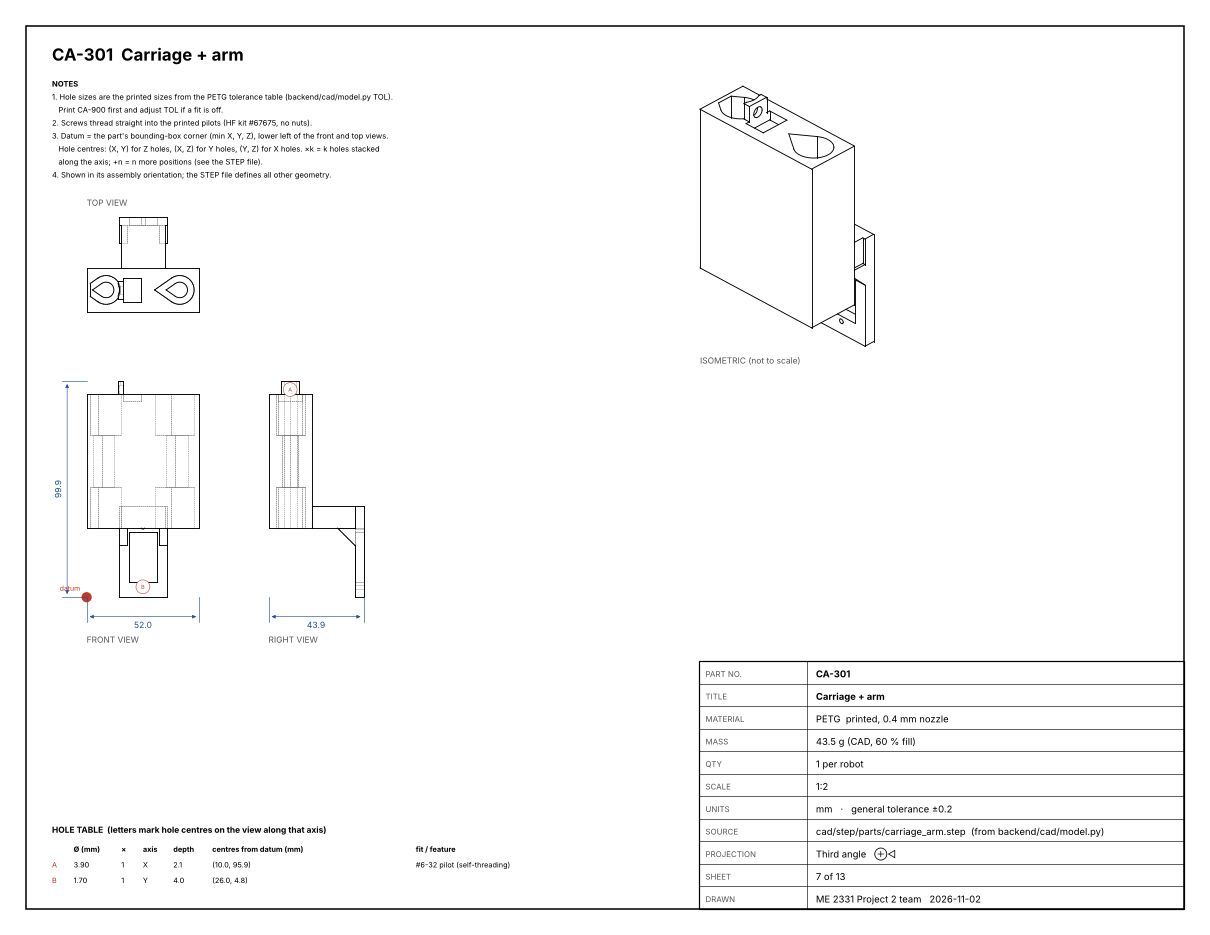 CA-301 Carriage + arm
NOTES
1. Hole sizes are the printed sizes from the PETG tolerance table (backend/cad/model.py TOL).
Print CA-900 first and adjust TOL if a fit is off.
2. Screws thread straight into the printed pilots (HF kit #67675, no nuts).
3. Datum = the part's bounding-box corner (min X, Y, Z), lower left of the front and top views.
Hole centres: (X, Y) for Z holes, (X, Z) for Y holes, (Y, Z) for X holes. ×k = k holes stacked
along the axis; +n = n more positions (see the STEP file).
4. Shown in its assembly orientation; the STEP file defines all other geometry.
TOP VIEW
ISOMETRIC (not to scale)
A
99.9
datum
B
52.0
43.9
FRONT VIEW
RIGHT VIEW
PART NO. CA-301
TITLE Carriage + arm
MATERIAL PETG printed, 0.4 mm nozzle
MASS 43.5 g (CAD, 60 % fill)
QTY 1 per robot
SCALE 1:2
UNITS mm · general tolerance ±0.2
SOURCE cad/step/parts/carriage_arm.step (from backend/cad/model.py)
PROJECTION Third angle
SHEET 7 of 13
DRAWN ME 2331 Project 2 team 2026-11-02
HOLE TABLE (letters mark hole centres on the view along that axis)
Ø (mm) × axis depth centres from datum (mm) fit / feature
A 3.90 1 X 2.1 (10.0, 95.9) #6-32 pilot (self-threading)
B 1.70 1 Y 4.0 (26.0, 4.8)